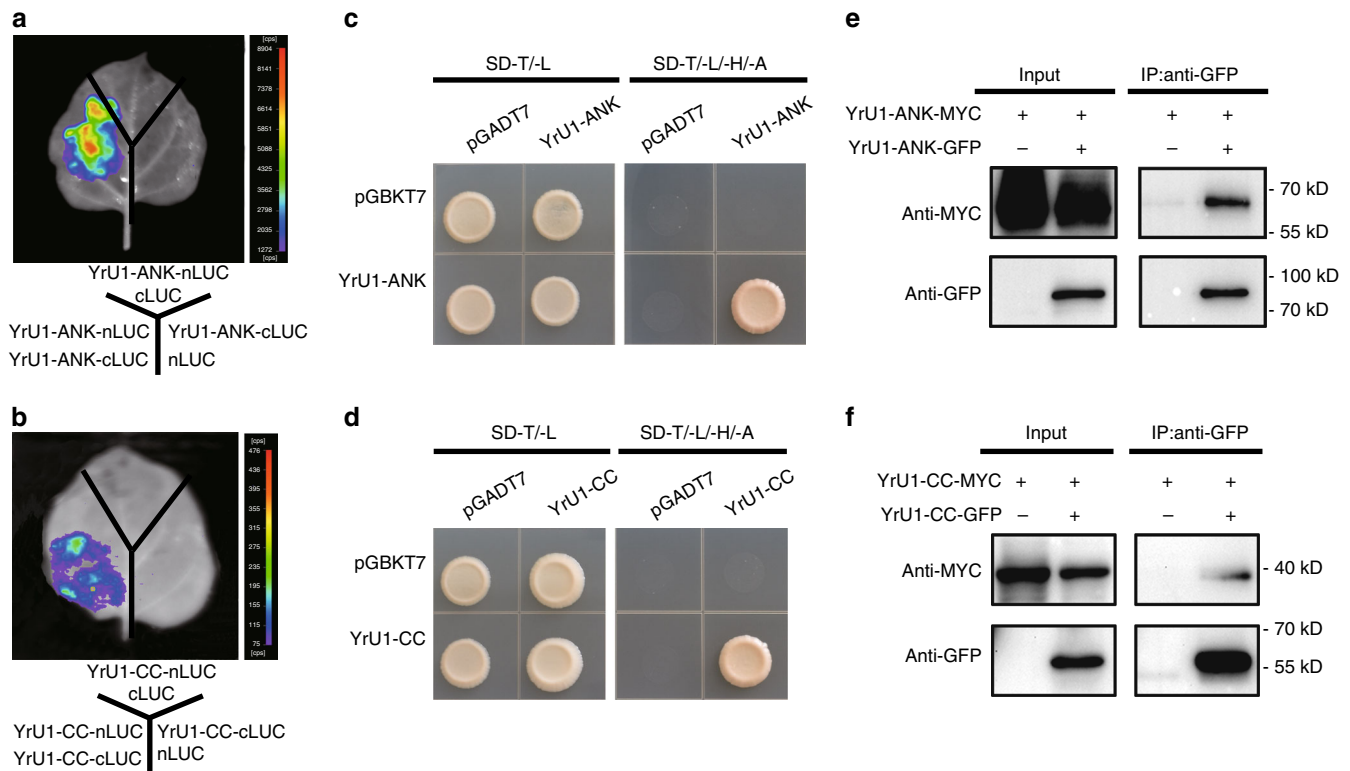 a
[cps]
8904
8141
7378
6614
5851
5088
4325
3562
2798
2035
1272
[cps]
YrU1-ANK-nLUC
cLUC
YrU1-ANK-nLUC YrU1-ANK-cLUC
YrU1-ANK-cLUC nLUC
b
[cps]
476
436
395
355
315
275
235
195
155
115
75
[cps]
YrU1-CC-nLUC
cLUC
YrU1-CC-nLUC YrU1-CC-cLUC
YrU1-CC-cLUC nLUC
c
SD-T/-L SD-T/-L/-H/-A
pGADT7 YrU1-ANK pGADT7 YrU1-ANK
pGBKT7
YrU1-ANK
d
SD-T/-L SD-T/-L/-H/-A
pGADT7 YrU1-CC pGADT7 YrU1-CC
pGBKT7
YrU1-CC
e
Input IP:anti-GFP
YrU1-ANK-MYC + + + +
YrU1-ANK-GFP – + – +
Anti-MYC
- 70 kD
- 55 kD
Anti-GFP
- 100 kD
- 70 kD
f
Input IP:anti-GFP
YrU1-CC-MYC + + + +
YrU1-CC-GFP – + – +
Anti-MYC - 40 kD
Anti-GFP
- 70 kD
- 55 kD